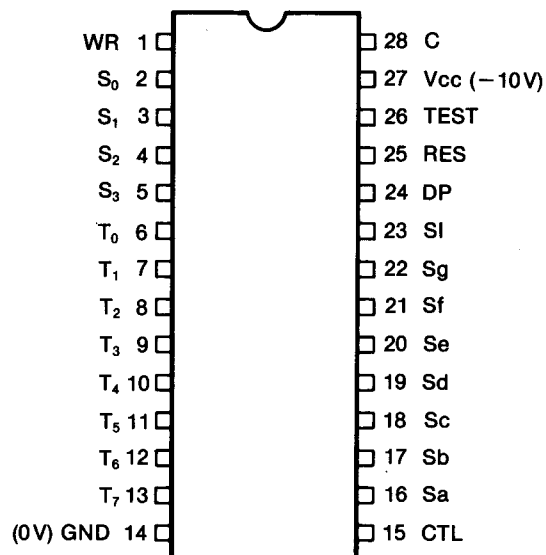 WR 1
S₀ 2
S₁ 3
S₂ 4
S₃ 5
T₀ 6
T₁ 7
T₂ 8
T₃ 9
T₄ 10
T₅ 11
T₆ 12
T₇ 13
(0V) GND 14
28 C
27 Vcc (−10V)
26 TEST
25 RES
24 DP
23 SI
22 Sg
21 Sf
20 Se
19 Sd
18 Sc
17 Sb
16 Sa
15 CTL